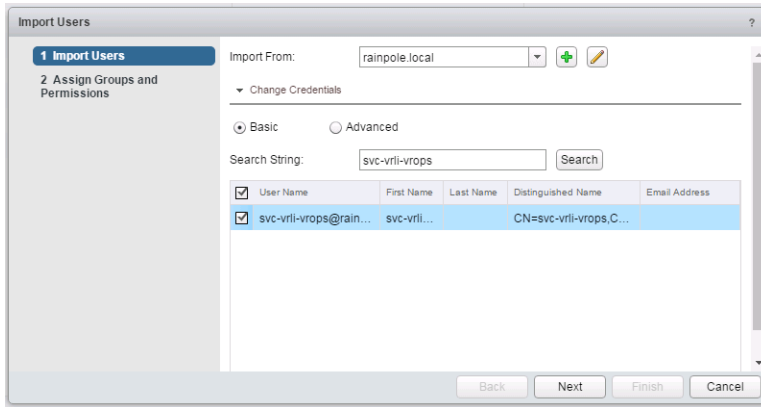 Import Users ?
1 Import Users
2 Assign Groups and
Permissions
Import From: rainpole.local
Change Credentials
Basic Advanced
Search String: svc-vrli-vrops Search
User Name First Name Last Name Distinguished Name Email Address
svc-vrli-vrops@rain... svc-vrli... CN=svc-vrli-vrops,C...
Back Next Finish Cancel